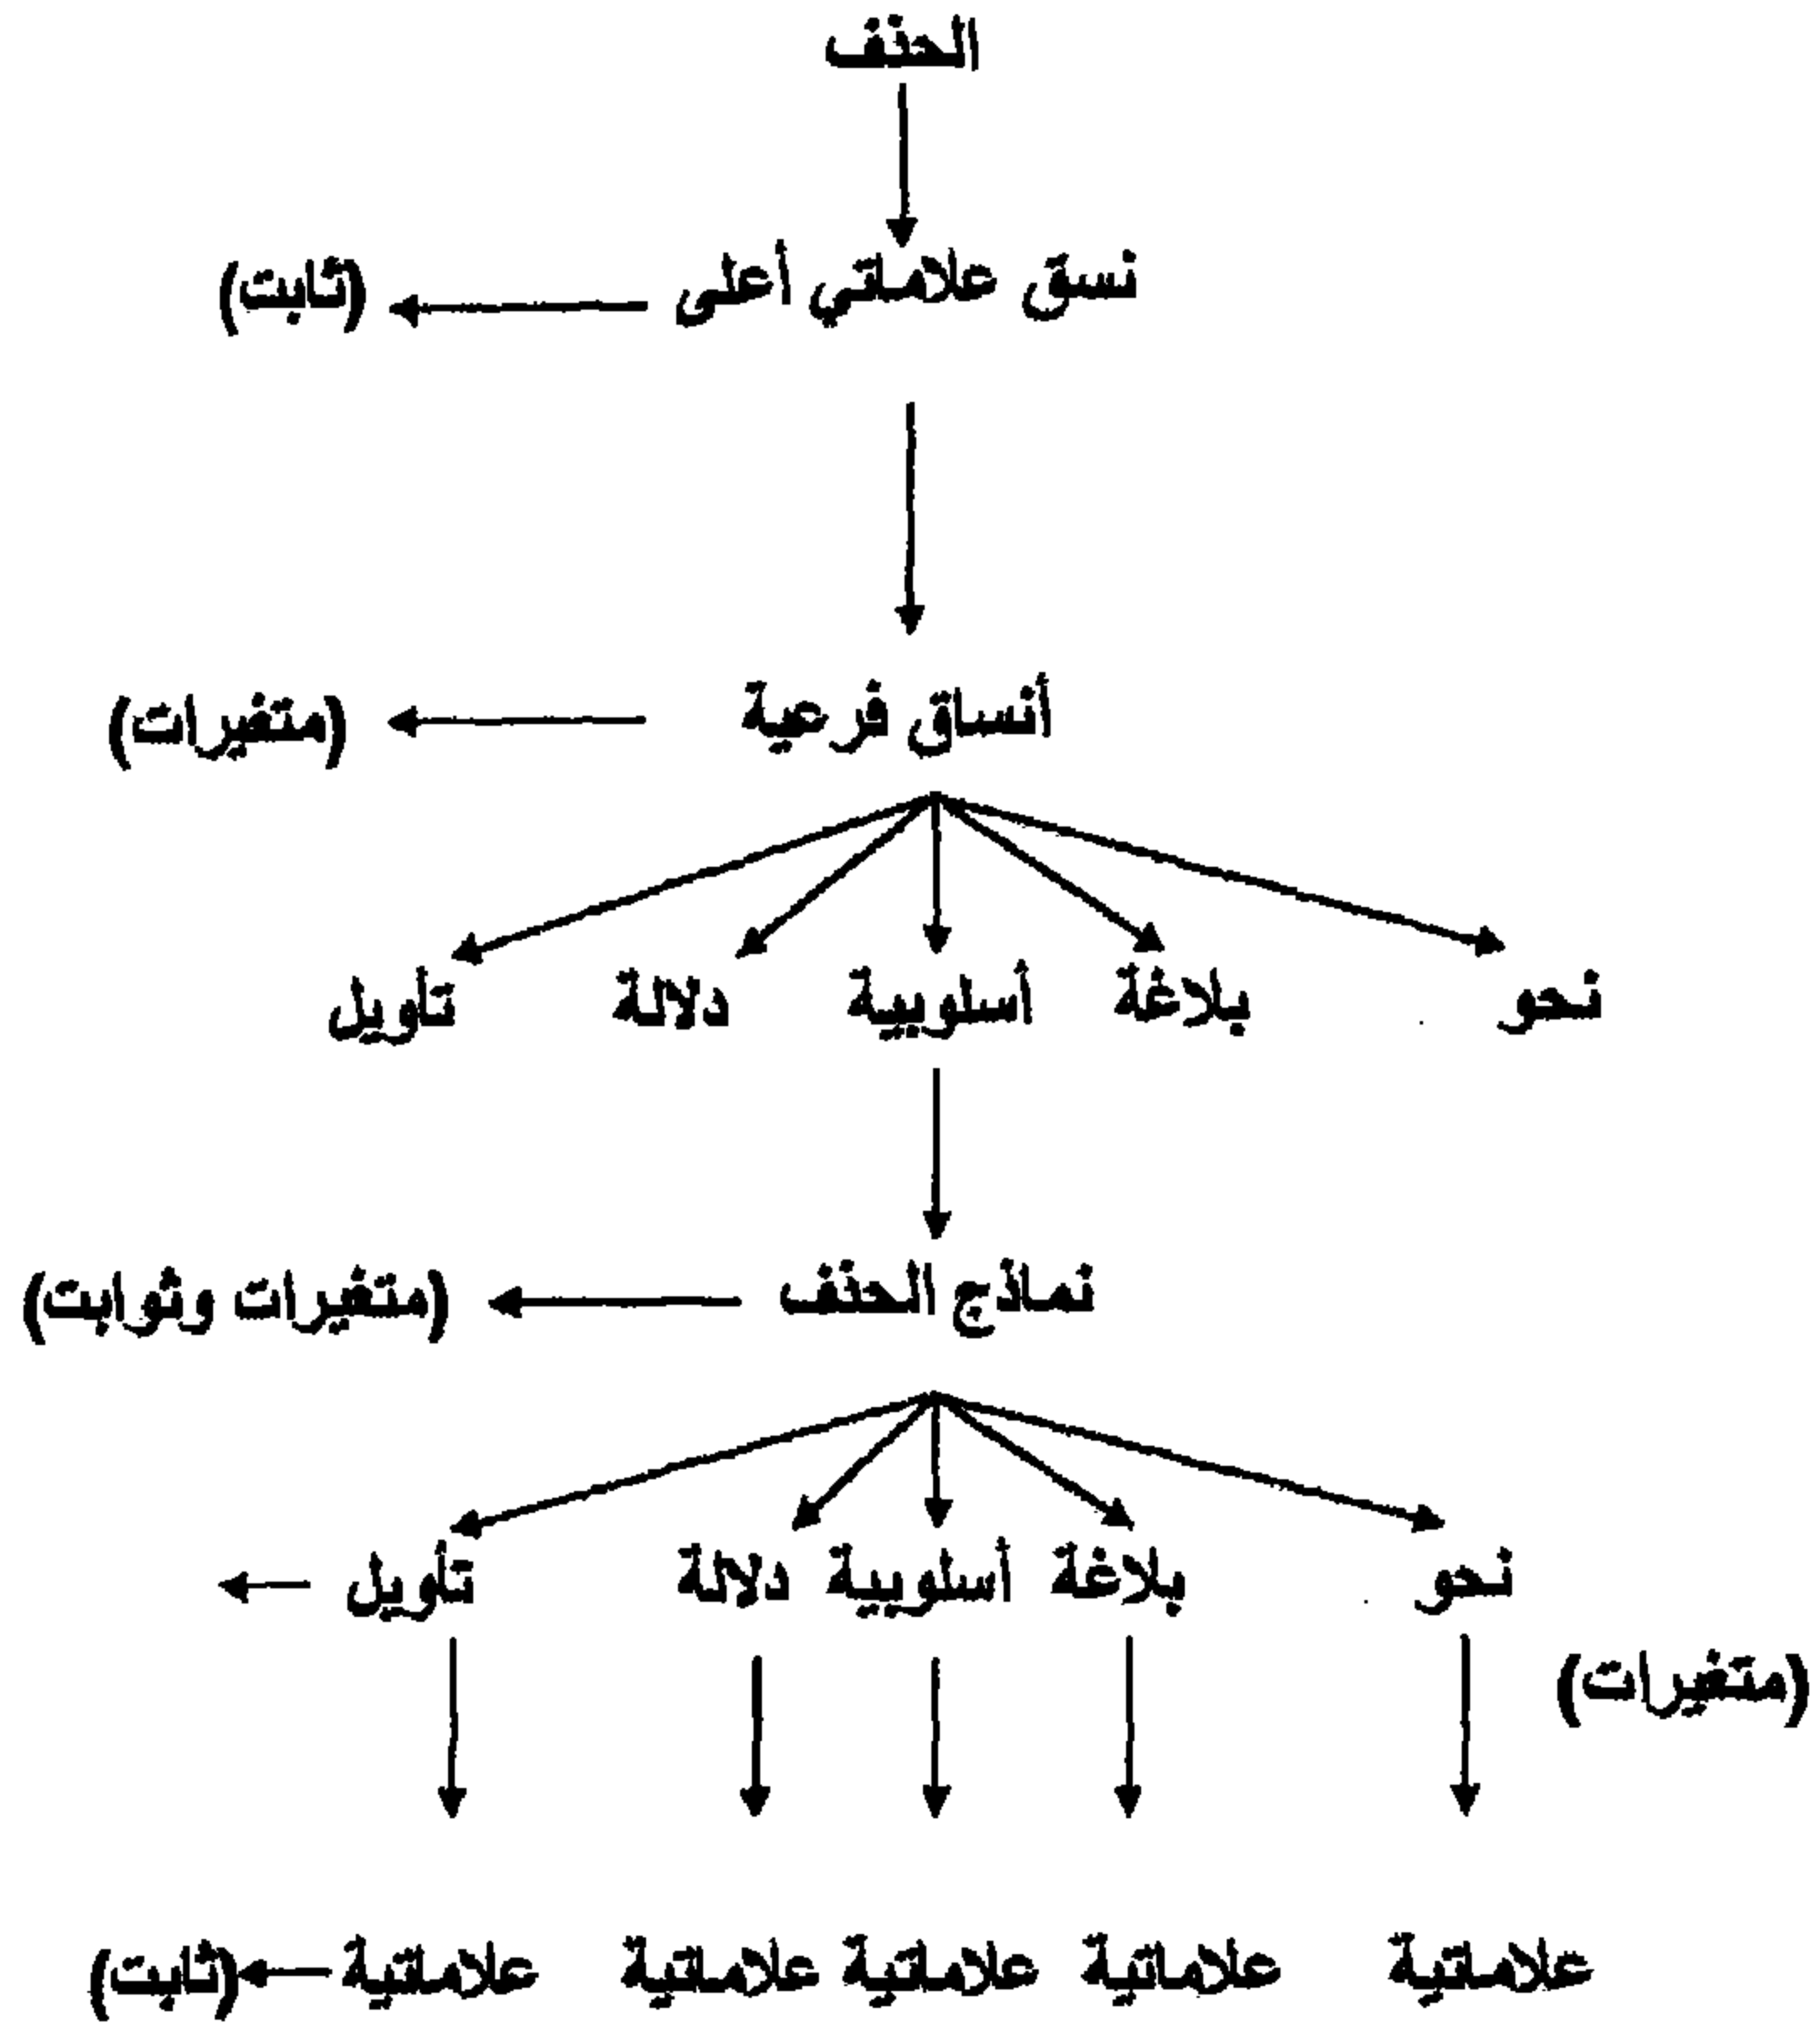 الحذف
نسق علاماتي أعلى (ثابت)
أنساق فرعية (متغيرات)
نحو بلاغة أسلوبية دلالة تأويل
نماذج الحذف (متغيرات وثوابت)
نحو بلاغة أسلوبية دلالة تأويل
(متغيرات)
علاماتية علاماتية علاماتية علاماتية علاماتية (ثابت)